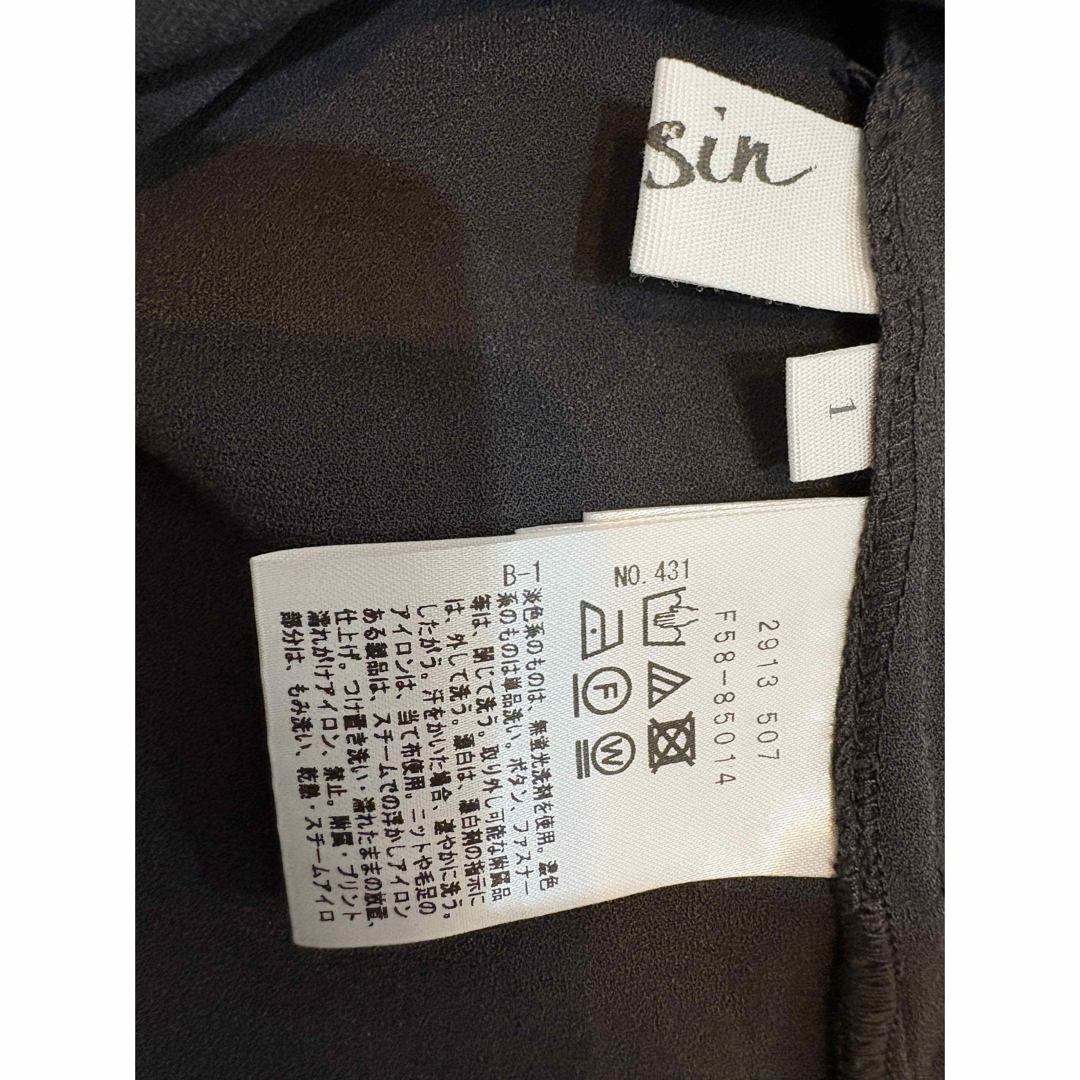 sin
1
2913 507
F58-85014
NO. 431
F W
B-1
淡色系のものは、無蛍光洗剤を使用。濃色
系のものは単品洗い。ボタン、ファスナー
等は、閉じて洗う。取り外し可能な附属品
は、外して洗う。漂白は、漂白剤の指示に
したがう。汗をかいた場合、速やかに洗う。
アイロンは、当て布使用。ニットや毛足の
ある製品は、スチームでの浮かしアイロン
仕上げ。つけ置き洗い・濡れたままの放置、
濡れがけアイロン、禁止。附属・プリント
部分は、もみ洗い、乾熱・スチームアイロ